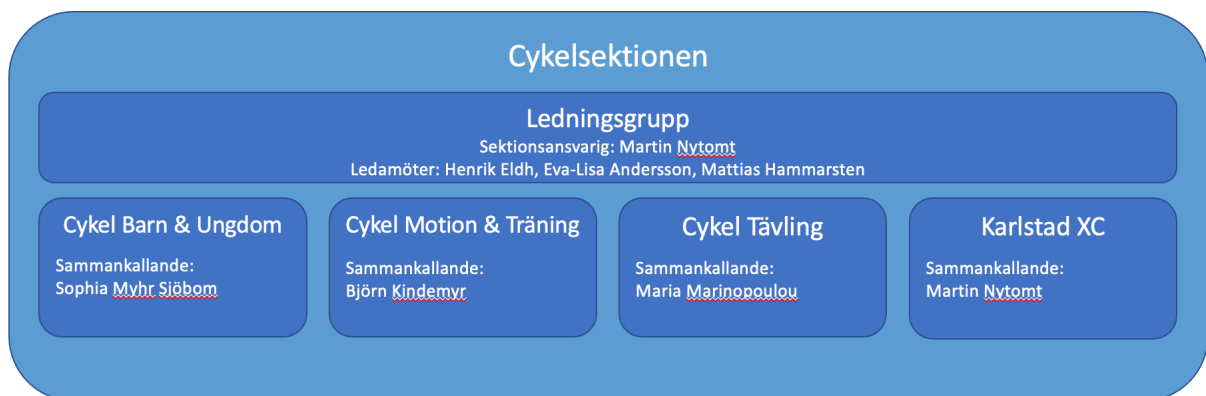 Cykelsektionen
Ledningsgrupp
Sektionsansvarig: Martin Nytomt
Ledamöter: Henrik Eldh, Eva-Lisa Andersson, Mattias Hammarsten
Cykel Barn & Ungdom
Sammankallande:
Sophia Myhr Sjöbom
Cykel Motion & Träning
Sammankallande:
Björn Kindemyr
Cykel Tävling
Sammankallande:
Maria Marinopoulou
Karlstad XC
Sammankallande:
Martin Nytomt